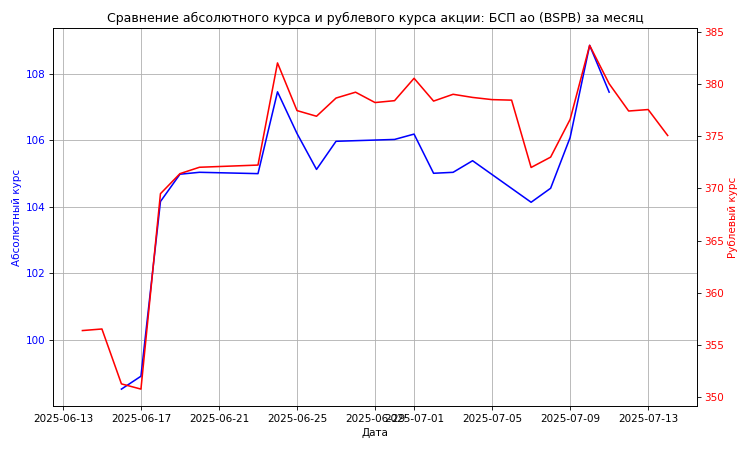 Сравнение абсолютного курса и рублевого курса акции: БСП ао (BSPB) за месяц
Абсолютный курс
108
106
104
102
100
385
380
375
370
365
360
355
350
Рублевый курс
2025-06-13 2025-06-17 2025-06-21 2025-06-25 2025-06-29 2025-07-01 2025-07-05 2025-07-09 2025-07-13
Дата